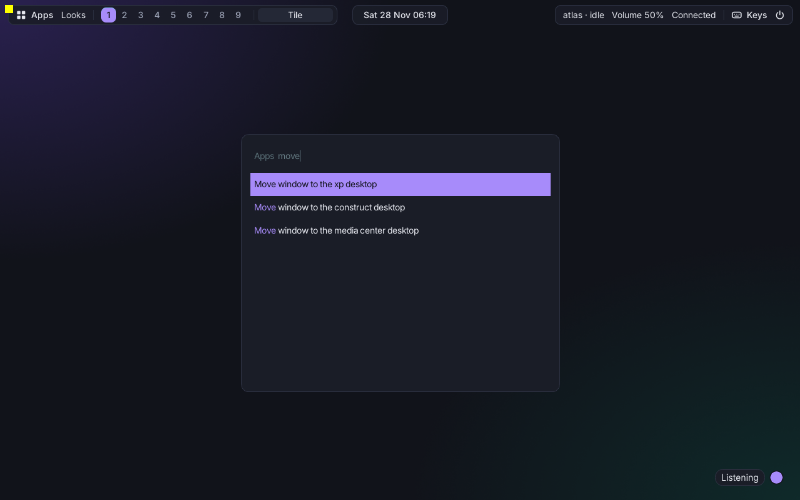 Apps Looks 1 2 3 4 5 6 7 8 9 Tile Sat 28 Nov 06:19 atlas · idle Volume 50% Connected Keys
Apps move
Move window to the xp desktop
Move window to the construct desktop
Move window to the media center desktop
Listening